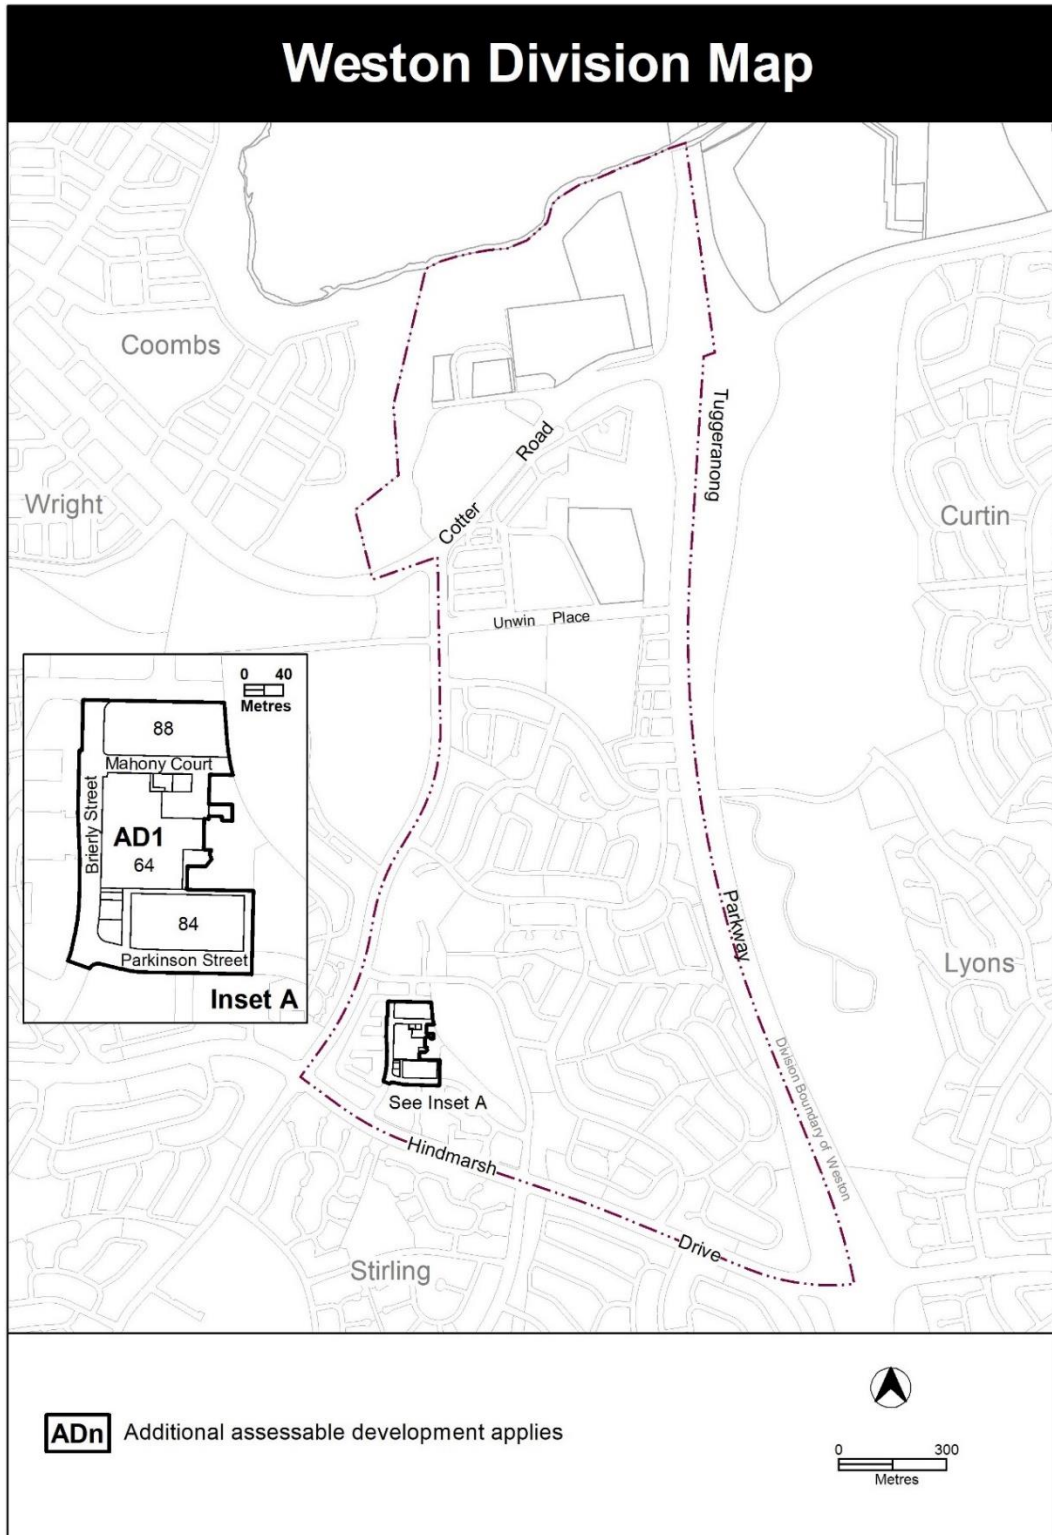 Weston Division Map
Coombs
Wright
Cotter Road
Tuggeranong
Curtin
Unwin Place
0 40
Metres
88
Mahony Court
Brierly Street
AD1
64
84
Parkinson Street
Inset A
Parkway
Lyons
See Inset A
Division Boundary of Weston
Hindmarsh
Drive
Stirling
ADn Additional assessable development applies
0 300
Metres